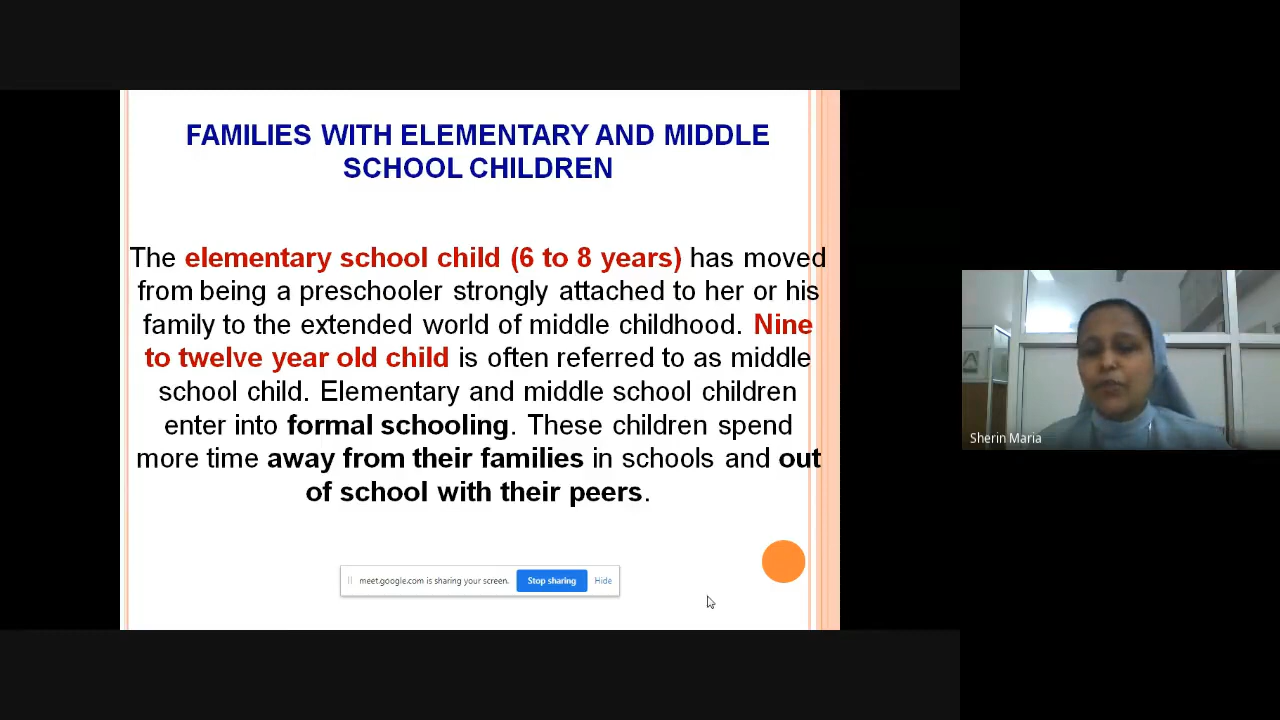 FAMILIES WITH ELEMENTARY AND MIDDLE
SCHOOL CHILDREN
The elementary school child (6 to 8 years) has moved
from being a preschooler strongly attached to her or his
family to the extended world of middle childhood. Nine
to twelve year old child is often referred to as middle
school child. Elementary and middle school children
enter into formal schooling. These children spend
more time away from their families in schools and out
of school with their peers.
meet.google.com is sharing your screen. Stop sharing Hide
A
Sherin Maria